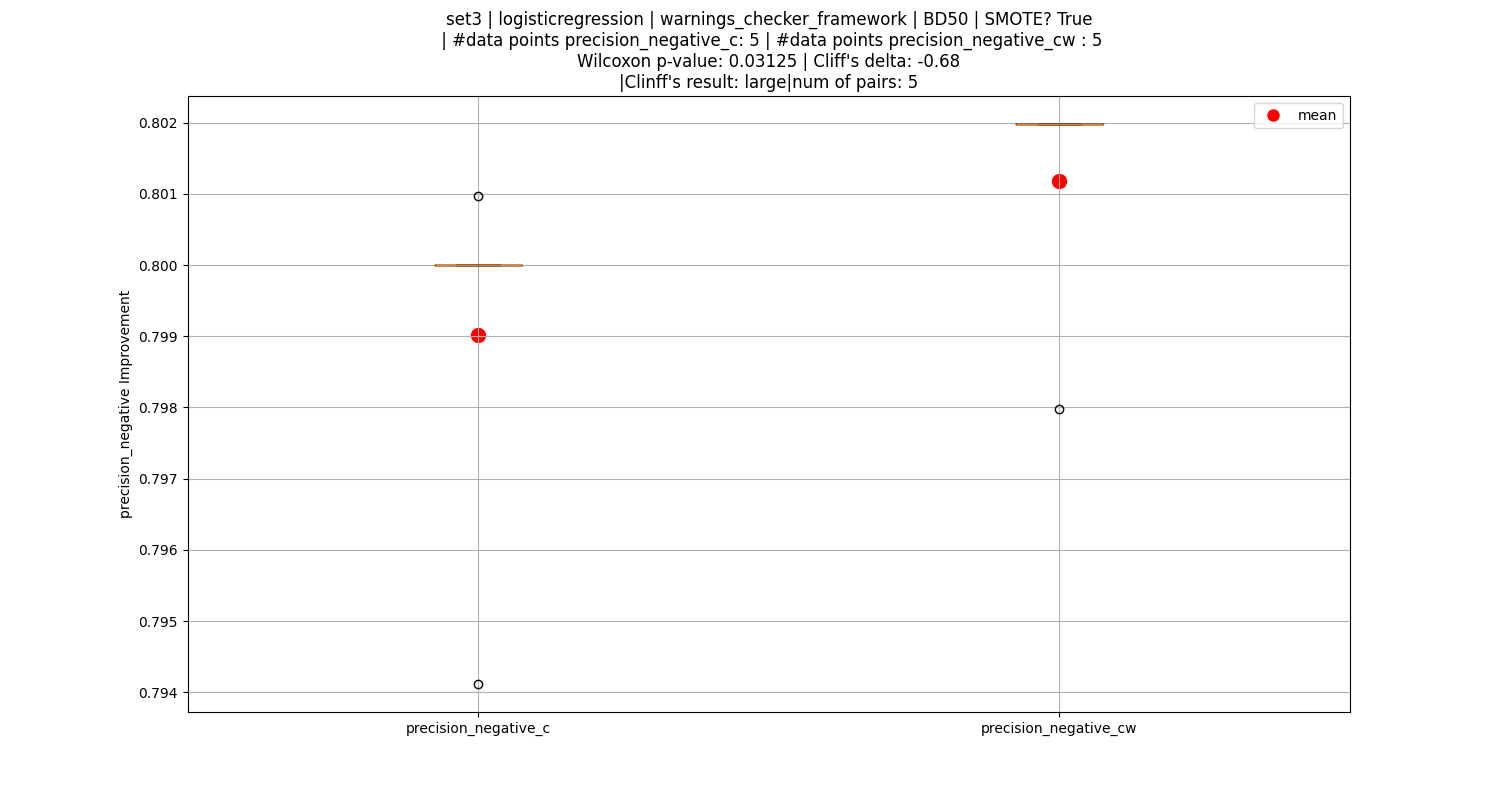 set3 | logisticregression | warnings_checker_framework | BD50 | SMOTE? True
| #data points precision_negative_c: 5 | #data points precision_negative_cw : 5
Wilcoxon p-value: 0.03125 | Cliff's delta: -0.68
|Clinff's result: large|num of pairs: 5
mean
0.802
0.801
0.800
0.799
0.798
0.797
0.796
0.795
0.794
precision_negative Improvement
precision_negative_c
precision_negative_cw